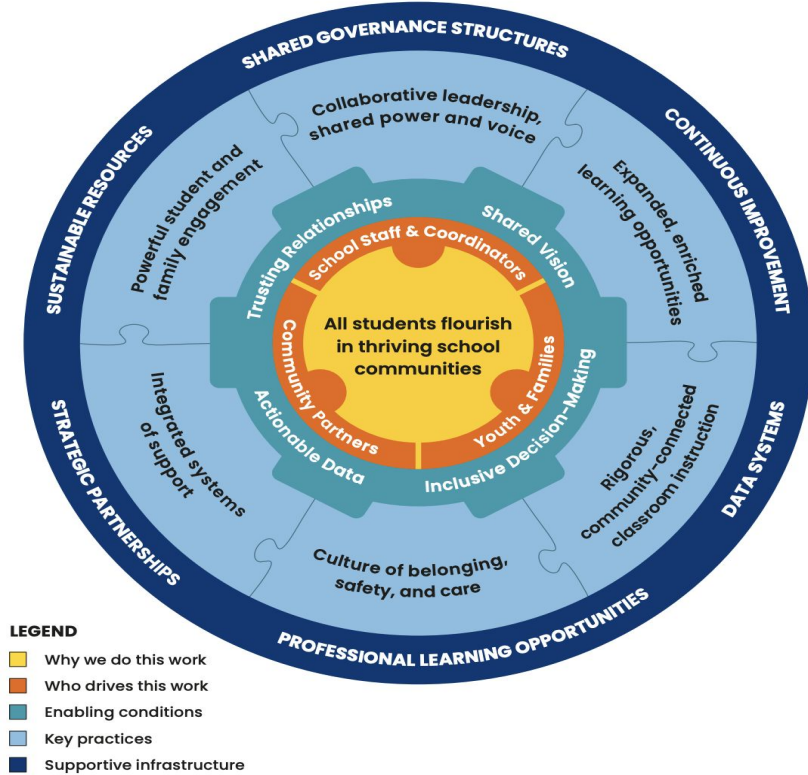 SHARED GOVERNANCE STRUCTURES
CONTINUOUS IMPROVEMENT
DATA SYSTEMS
PROFESSIONAL LEARNING OPPORTUNITIES
STRATEGIC PARTNERSHIPS
SUSTAINABLE RESOURCES
Collaborative leadership,
shared power and voice
Expanded, enriched
learning opportunities
Rigorous,
community-connected
classroom instruction
Culture of belonging,
safety, and care
Integrated systems
of support
Powerful student and
family engagement
Trusting Relationships
Shared Vision
Inclusive Decision-Making
Actionable Data
School Staff & Coordinators
Youth & Families
Community Partners
All students flourish
in thriving school
communities
LEGEND
Why we do this work
Who drives this work
Enabling conditions
Key practices
Supportive infrastructure